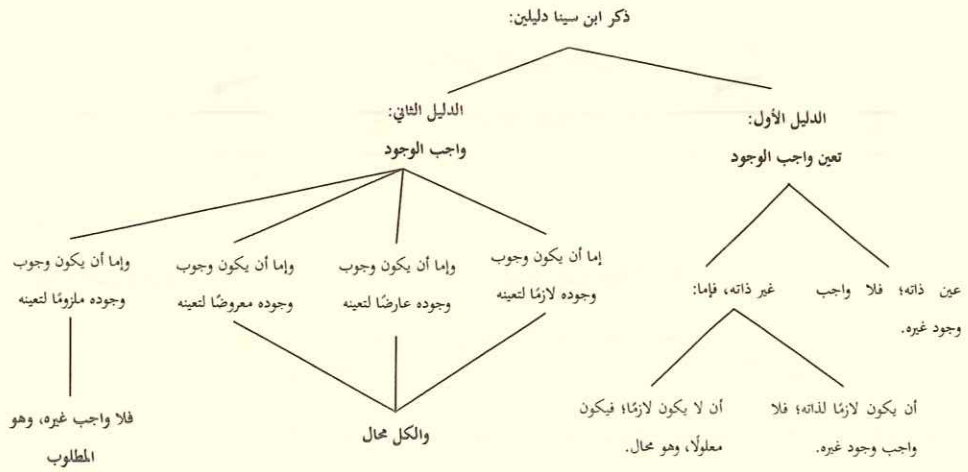 ذكر ابن سينا دليلين:
الدليل الأول:
تعين واجب الوجود
عين ذاته؛ فلا واجب
وجود غيره.
غير ذاته، فإما:
أن يكون لازمًا لذاته؛ فلا
واجب وجود غيره.
أن لا يكون لازمًا؛ فيكون
معلولًا، وهو محال.
الدليل الثاني:
واجب الوجود
إما أن يكون وجوب
وجوده لازمًا لتعينه
وإما أن يكون وجوب
وجوده عارضًا لتعينه
وإما أن يكون وجوب
وجوده معروضًا لتعينه
والكل محال
وإما أن يكون وجوب
وجوده ملزومًا لتعينه
فلا واجب غيره، وهو
المطلوب